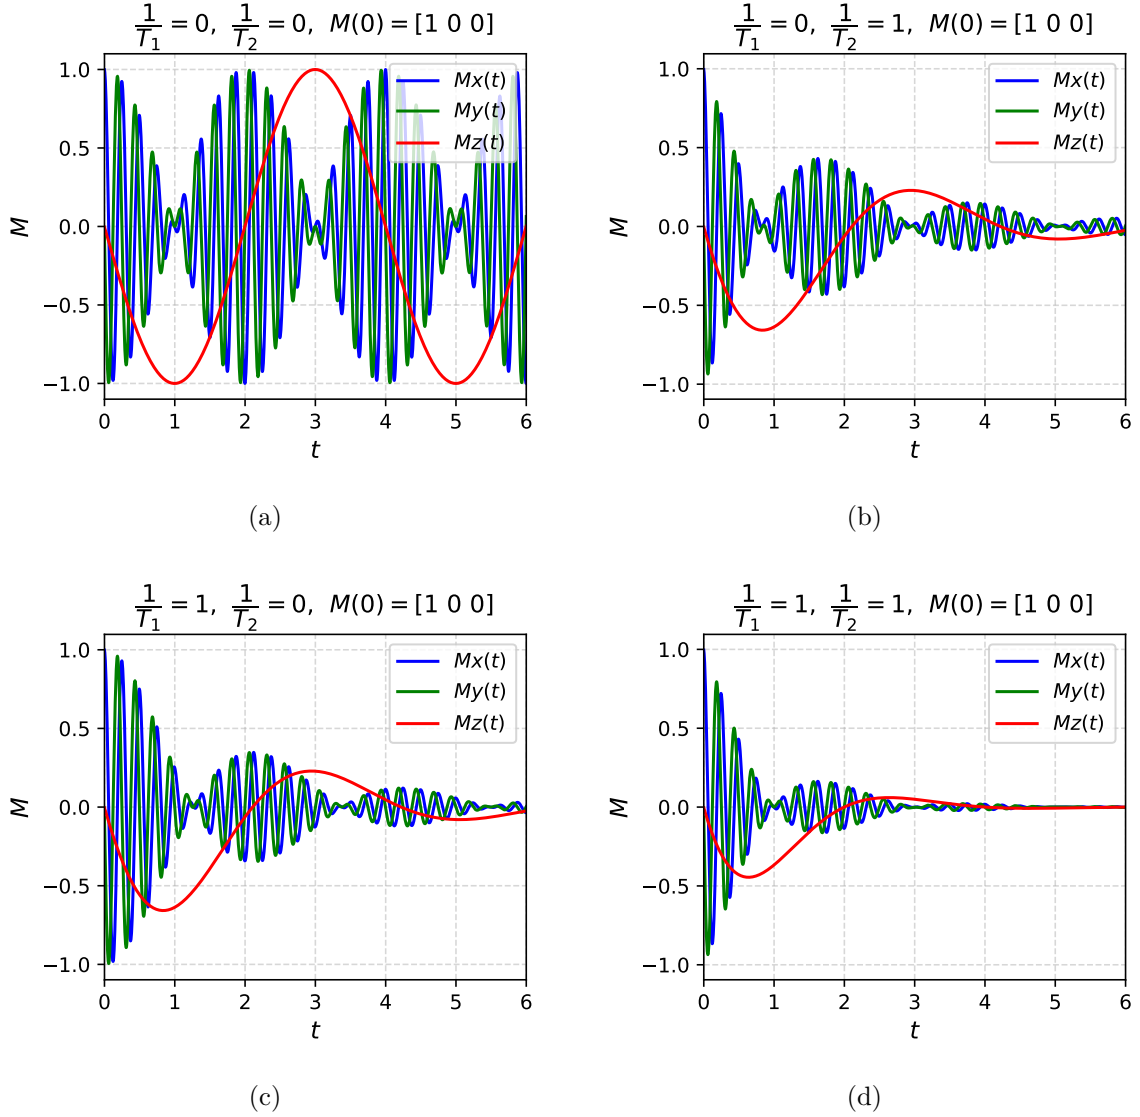 1/T₁ = 0, 1/T₂ = 0, M(0) = [1 0 0]
1.0
0.5
0.0
−0.5
−1.0
M
Mx(t)
My(t)
Mz(t)
0 1 2 3 4 5 6
t
(a)
1/T₁ = 0, 1/T₂ = 1, M(0) = [1 0 0]
1.0
0.5
0.0
−0.5
−1.0
M
Mx(t)
My(t)
Mz(t)
0 1 2 3 4 5 6
t
(b)
1/T₁ = 1, 1/T₂ = 0, M(0) = [1 0 0]
1.0
0.5
0.0
−0.5
−1.0
M
Mx(t)
My(t)
Mz(t)
0 1 2 3 4 5 6
t
(c)
1/T₁ = 1, 1/T₂ = 1, M(0) = [1 0 0]
1.0
0.5
0.0
−0.5
−1.0
M
Mx(t)
My(t)
Mz(t)
0 1 2 3 4 5 6
t
(d)